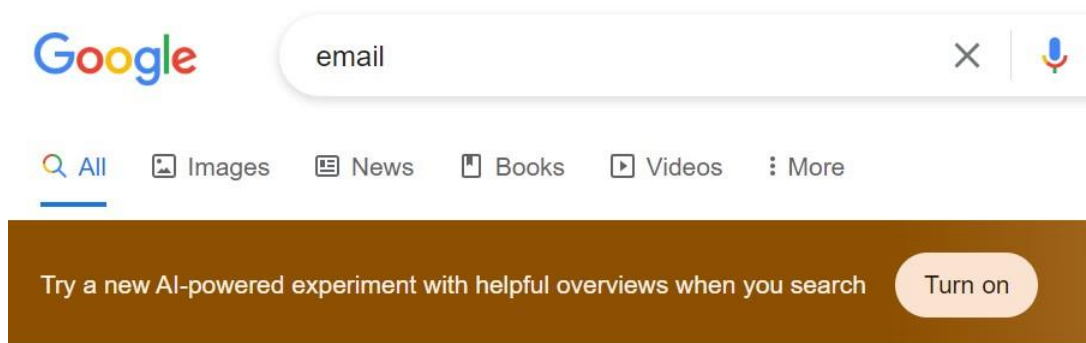 Google email
All Images News Books Videos More
Try a new AI-powered experiment with helpful overviews when you search Turn on